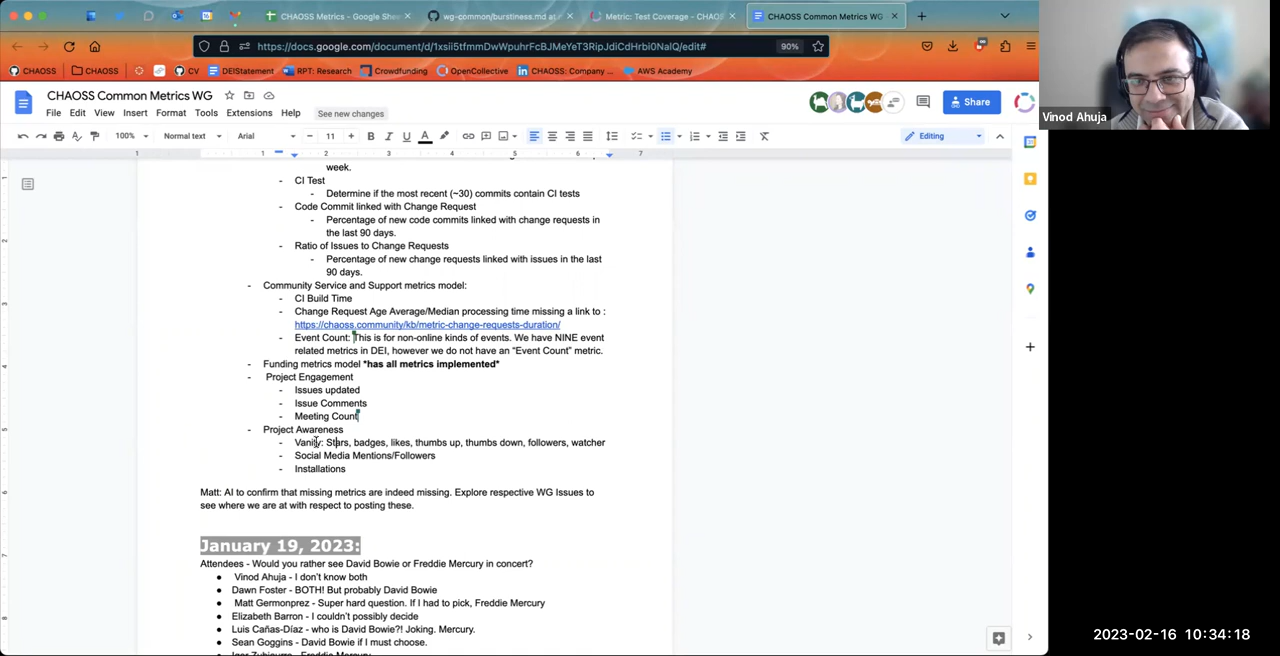 CHAOSS Metrics - Google She
wg-common/burstiness.md at
Metric: Test Coverage - CHAOS
CHAOSS Common Metrics WG
https://docs.google.com/document/d/1xsii5tfmmDwWpuhrFcBJMeYeT3RipJdiCdHrbi0NalQ/edit#
90%
CHAOSS
CHAOSS
CV
DEIStatement
RPT: Research
Crowdfunding
OpenCollective
CHAOSS: Company ...
AWS Academy
CHAOSS Common Metrics WG
File Edit View Insert Format Tools Extensions Help
See new changes
Share
100%
Normal text
Arial
11
Editing
Vinod Ahuja
week.
- CI Test
- Determine if the most recent (~30) commits contain CI tests
- Code Commit linked with Change Request
- Percentage of new code commits linked with change requests in
the last 90 days.
- Ratio of Issues to Change Requests
- Percentage of new change requests linked with issues in the last
90 days.
- Community Service and Support metrics model:
- CI Build Time
- Change Request Age Average/Median processing time missing a link to :
https://chaoss.community/kb/metric-change-requests-duration/
- Event Count: This is for non-online kinds of events. We have NINE event
related metrics in DEI, however we do not have an “Event Count” metric.
- Funding metrics model *has all metrics implemented*
- Project Engagement
- Issues updated
- Issue Comments
- Meeting Count
- Project Awareness
- Vanity: Stars, badges, likes, thumbs up, thumbs down, followers, watcher
- Social Media Mentions/Followers
- Installations
Matt: AI to confirm that missing metrics are indeed missing. Explore respective WG Issues to
see where we are at with respect to posting these.
January 19, 2023:
Attendees - Would you rather see David Bowie or Freddie Mercury in concert?
● Vinod Ahuja - I don’t know both
● Dawn Foster - BOTH! But probably David Bowie
● Matt Germonprez - Super hard question. If I had to pick, Freddie Mercury
● Elizabeth Barron - I couldn’t possibly decide
● Luis Cañas-Díaz - who is David Bowie?! Joking. Mercury.
● Sean Goggins - David Bowie if I must choose.
2023-02-16 10:34:18